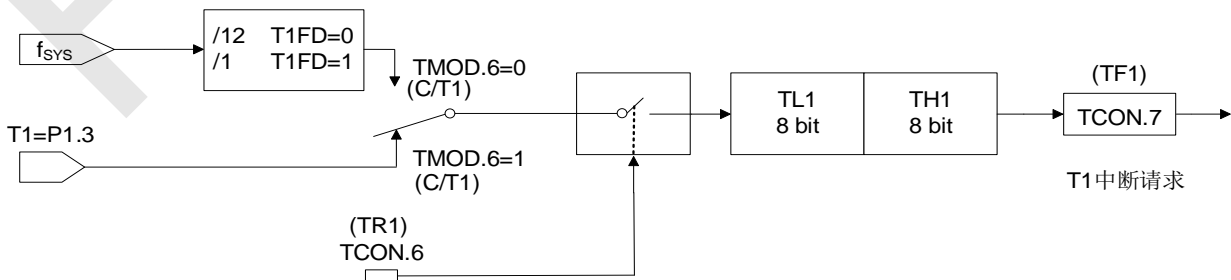 fSYS
/12 T1FD=0
/1 T1FD=1
TMOD.6=0
(C/T1)
T1=P1.3
TMOD.6=1
(C/T1)
(TR1)
TCON.6
TL1
8 bit
TH1
8 bit
(TF1)
TCON.7
T1中断请求